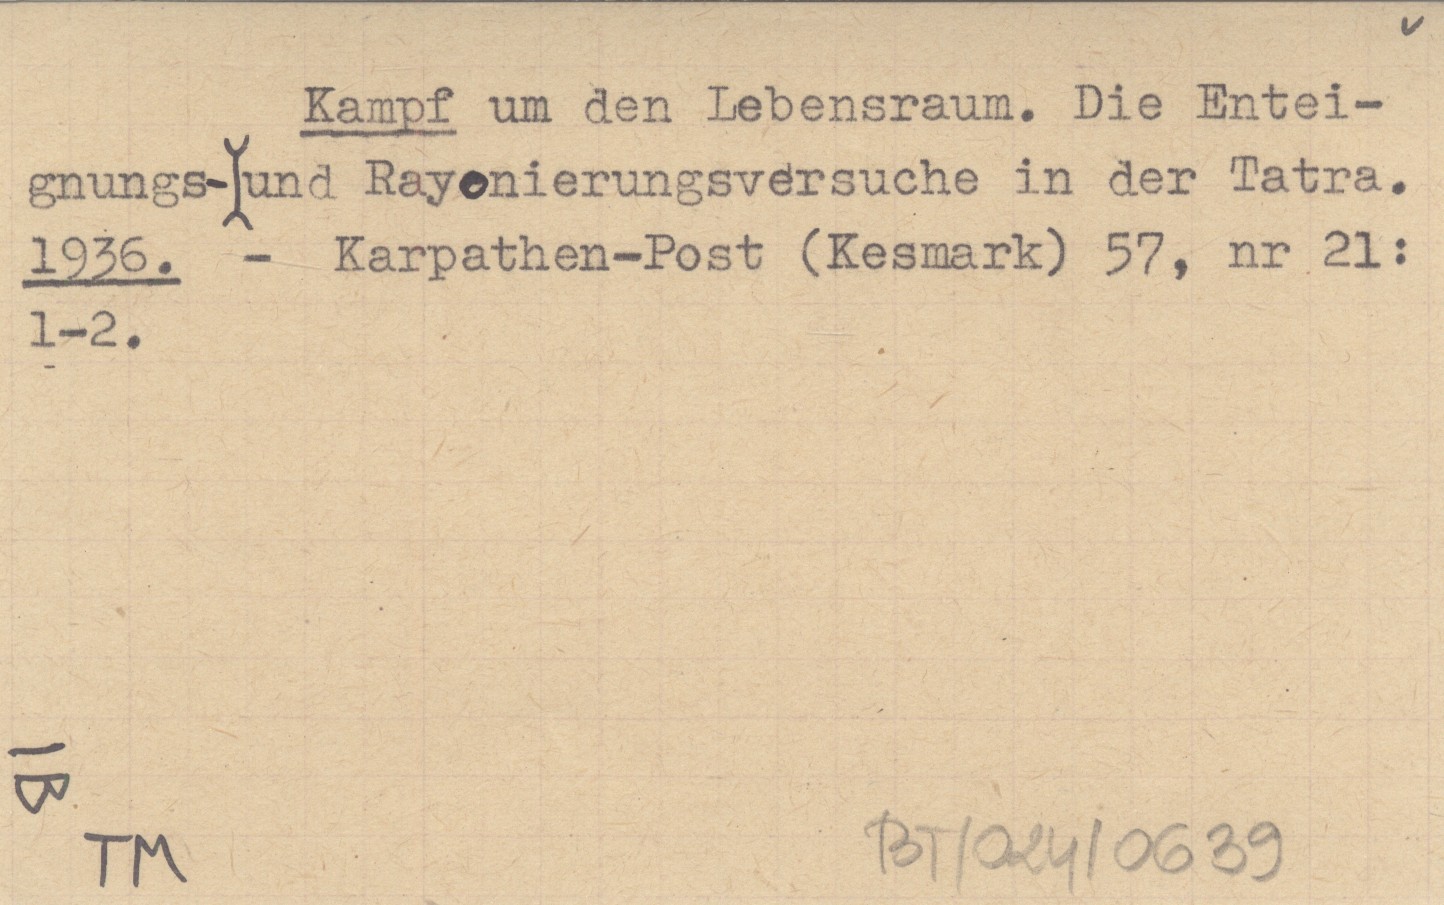 Kampf um den Lebensraum. Die Entei-
gnungs- und Rayonierungsversuche in der Tatra.
1936. - Karpathen-Post (Kesmark) 57, nr 21:
1-2.
IB
TM
BT/024/0639